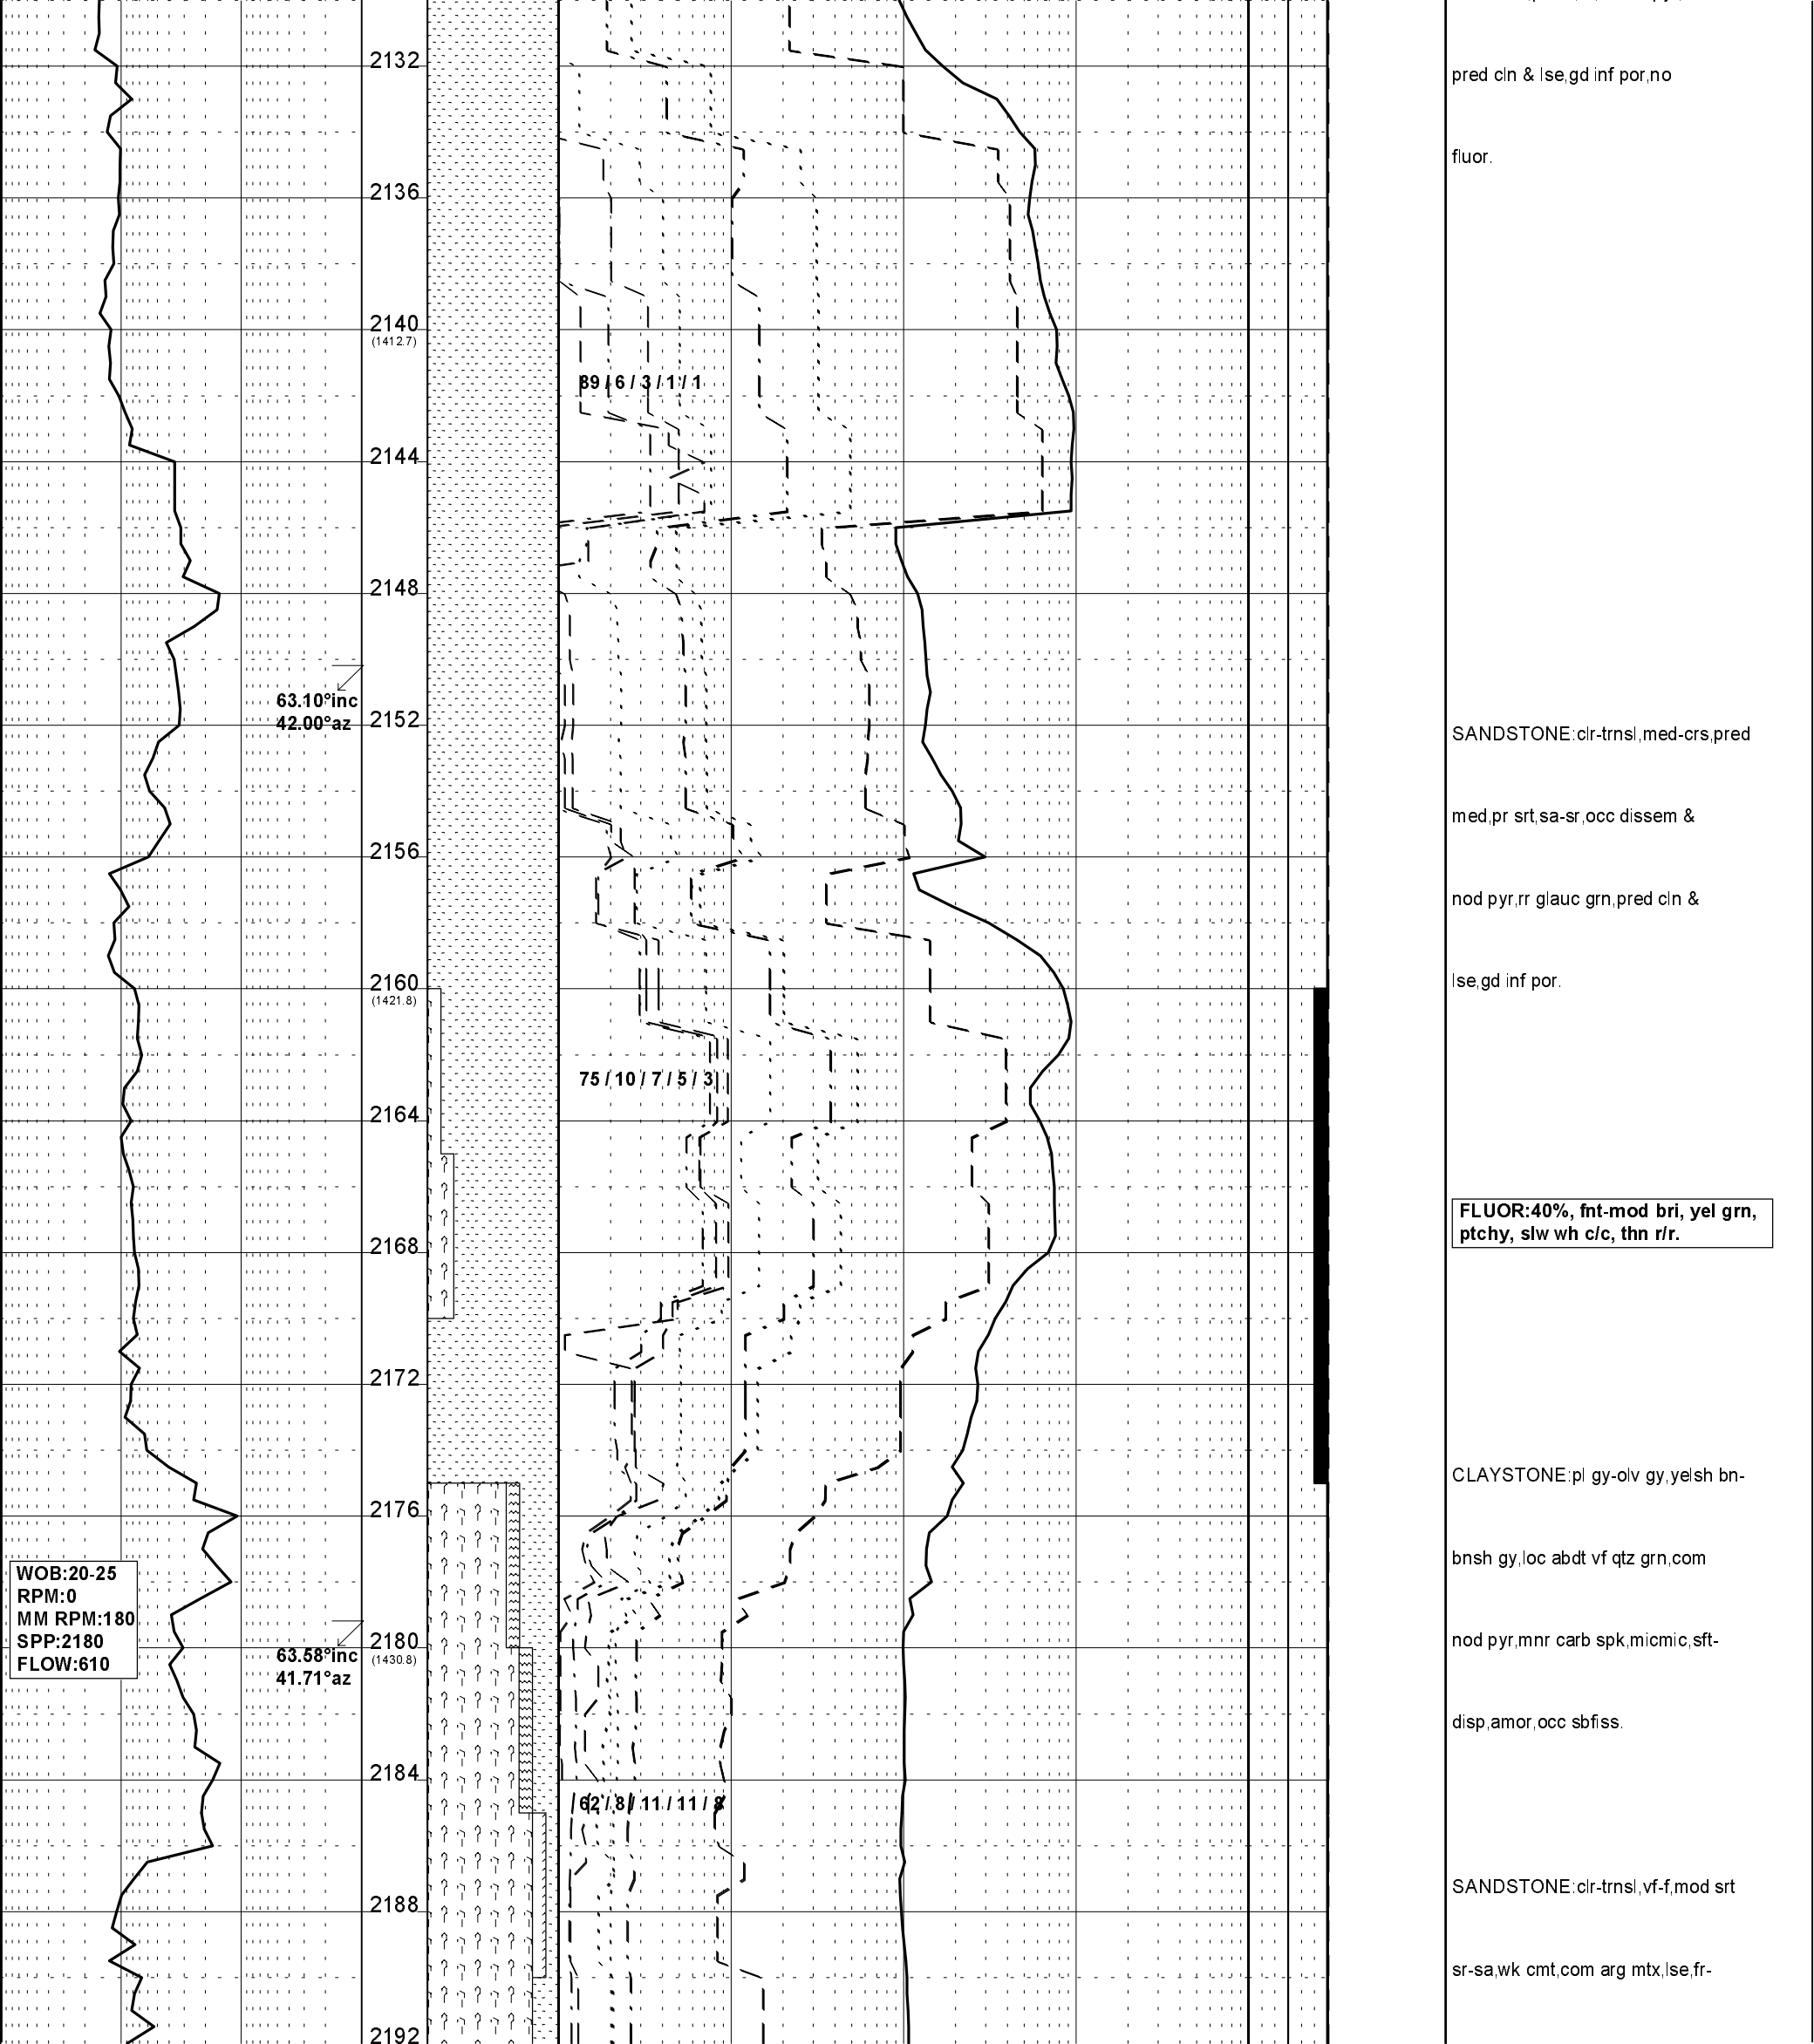 2132
pred cln & lse,gd inf por,no
fluor.
2136
2140
(1412.7)
89 / 6 / 3 / 1 / 1
2144
2148
63.10°inc
42.00°az
2152
SANDSTONE:clr-trnsl,med-crs,pred
med,pr srt,sa-sr,occ dissem &
2156
nod pyr,rr glauc grn,pred cln &
2160
(1421.8)
lse,gd inf por.
75 / 10 / 7 / 5 / 3
2164
FLUOR:40%, fnt-mod bri, yel grn,
ptchy, slw wh c/c, thn r/r.
2168
2172
CLAYSTONE:pl gy-olv gy,yelsh bn-
2176
bnsh gy,loc abdt vf qtz grn,com
WOB:20-25
RPM:0
MM RPM:180
SPP:2180
FLOW:610
63.58°inc
41.71°az
2180
(1430.8)
nod pyr,mnr carb spk,micmic,sft-
disp,amor,occ sbfiss.
2184
62 / 8 / 11 / 11 / 8
SANDSTONE:clr-trnsl,vf-f,mod srt
2188
sr-sa,wk cmt,com arg mtx,lse,fr-
2192